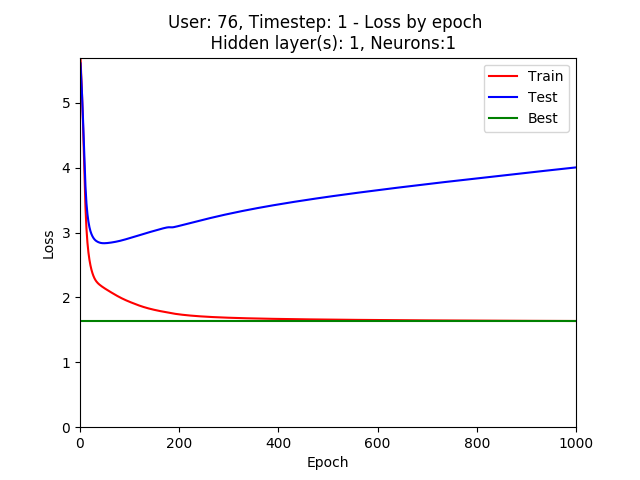 User: 76, Timestep: 1 - Loss by epoch
Hidden layer(s): 1, Neurons:1
Train
Test
Best
5
4
3
2
1
0
Loss
0 200 400 600 800 1000
Epoch